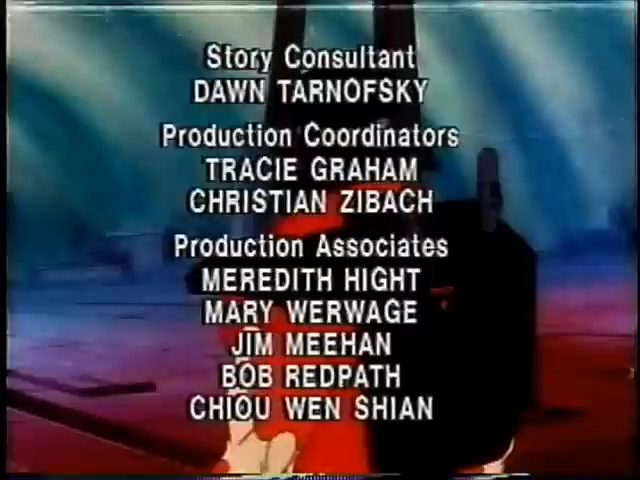 Story Consultant
DAWN TARNOFSKY
Production Coordinators
TRACIE GRAHAM
CHRISTIAN ZIBACH
Production Associates
MEREDITH HIGHT
MARY WERWAGE
JIM MEEHAN
BOB REDPATH
CHIOU WEN SHIAN